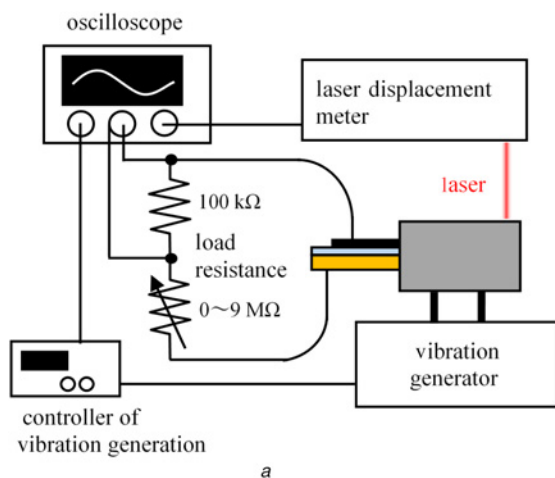 oscilloscope
laser displacement
meter
laser
100 kΩ
load
resistance
0～9 MΩ
vibration
generator
controller of
vibration generation
a